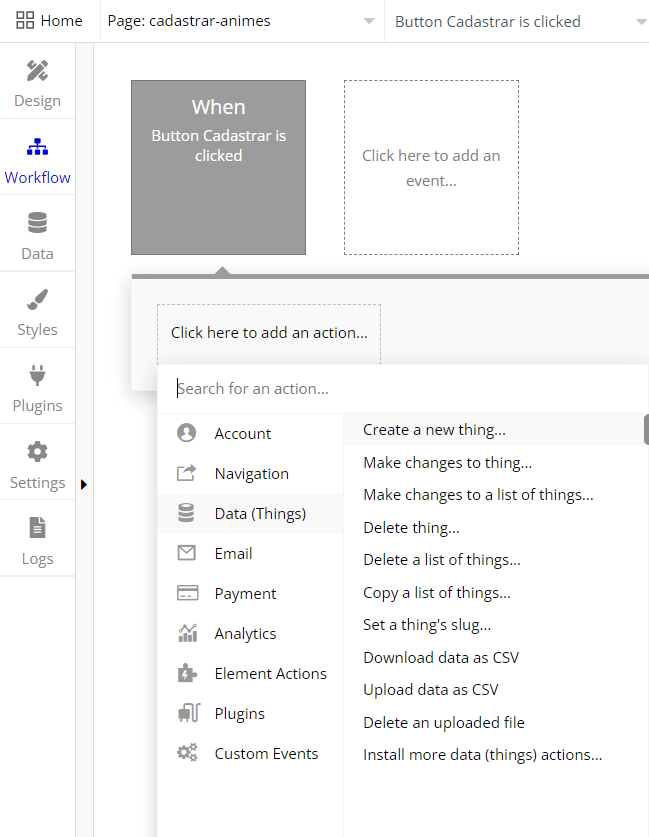 Home
Page: cadastrar-animes
Button Cadastrar is clicked
Design
Workflow
Data
Styles
Plugins
Settings
Logs
When
Button Cadastrar is
clicked
Click here to add an
event...
Click here to add an action...
Search for an action...
Account
Navigation
Data (Things)
Email
Payment
Analytics
Element Actions
Plugins
Custom Events
Create a new thing...
Make changes to thing...
Make changes to a list of things...
Delete thing...
Delete a list of things...
Copy a list of things...
Set a thing's slug...
Download data as CSV
Upload data as CSV
Delete an uploaded file
Install more data (things) actions...